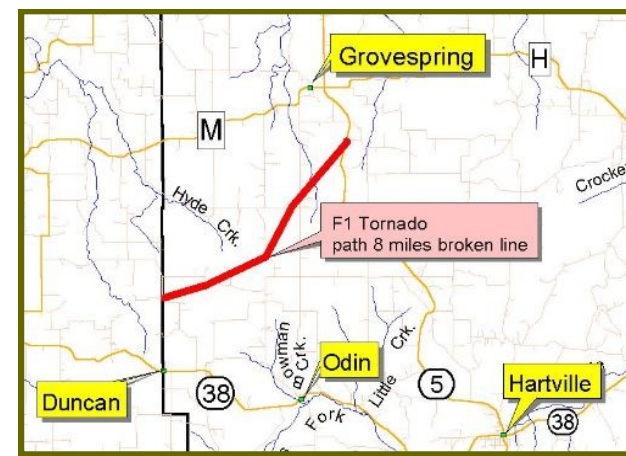 Grovespring
H
M
Hyde Crk.
Crocke
F1 Tornado
path 8 miles broken line
Bowman
Crk.
Little Crk.
Odin
Duncan
38
5
Hartville
Fork
38